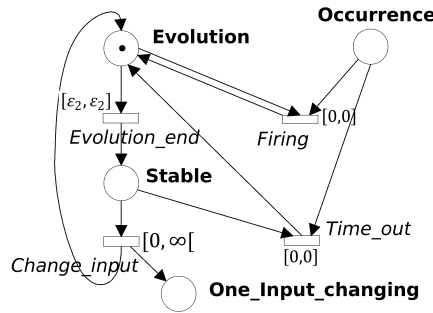 Occurrence
Evolution
[ε₂, ε₂]
[0,0]
Evolution_end
Firing
Stable
Time_out
[0, ∞[
[0,0]
Change_input
One_Input_changing